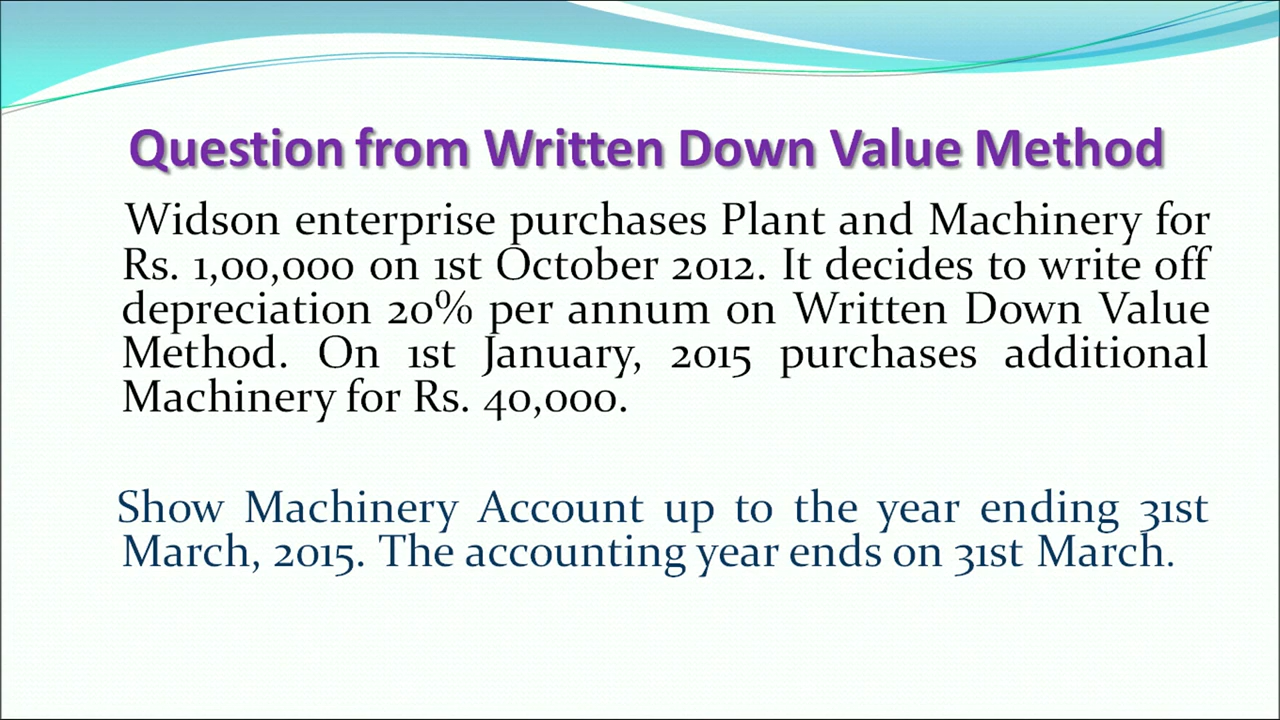 Question from Written Down Value Method
Widson enterprise purchases Plant and Machinery for
Rs. 1,00,000 on 1st October 2012. It decides to write off
depreciation 20% per annum on Written Down Value
Method. On 1st January, 2015 purchases additional
Machinery for Rs. 40,000.
Show Machinery Account up to the year ending 31st
March, 2015. The accounting year ends on 31st March.